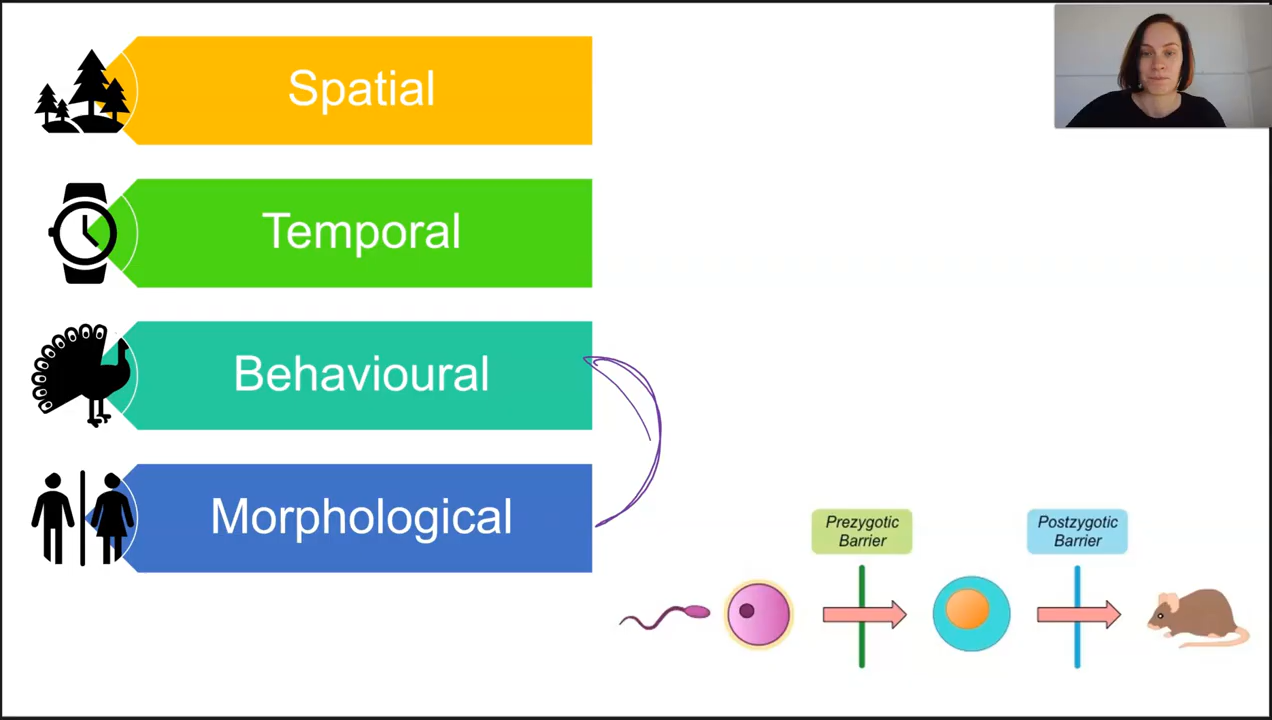 Spatial
Temporal
Behavioural
Morphological
Prezygotic
Barrier
Postzygotic
Barrier